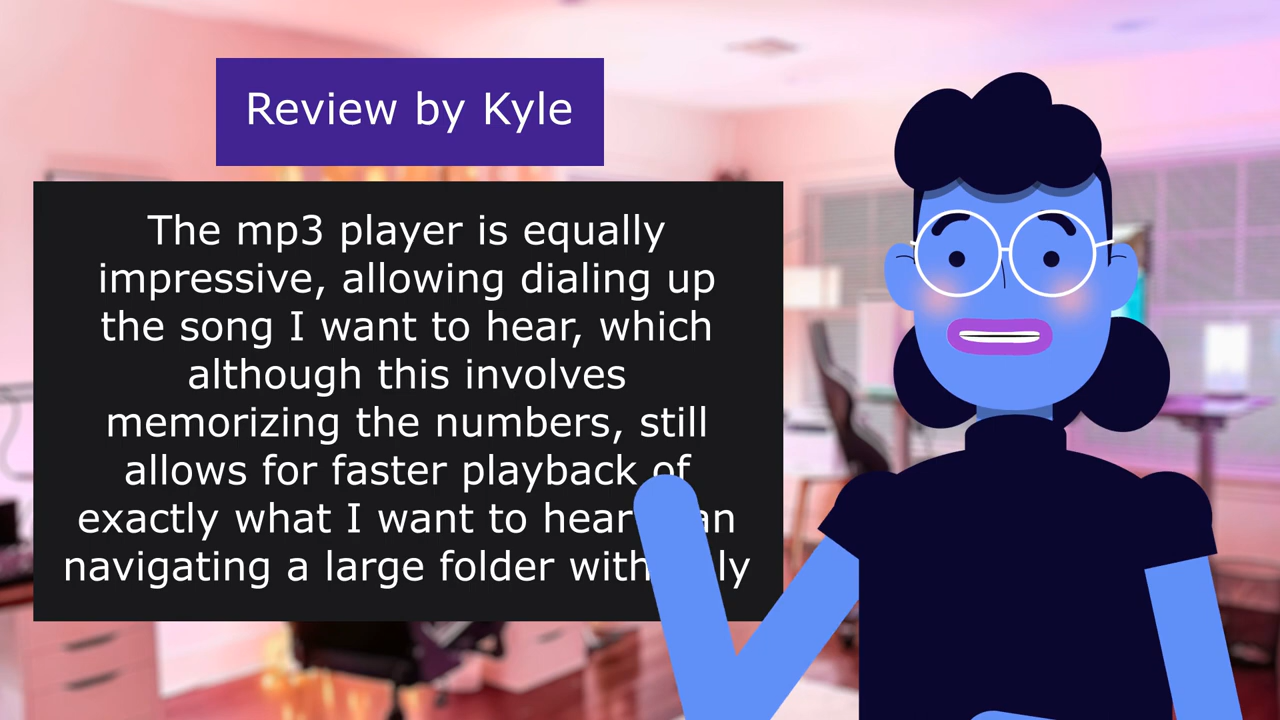 Review by Kyle
The mp3 player is equally
impressive, allowing dialing up
the song I want to hear, which
although this involves
memorizing the numbers, still
allows for faster playback of
exactly what I want to hear
navigating a large folder with